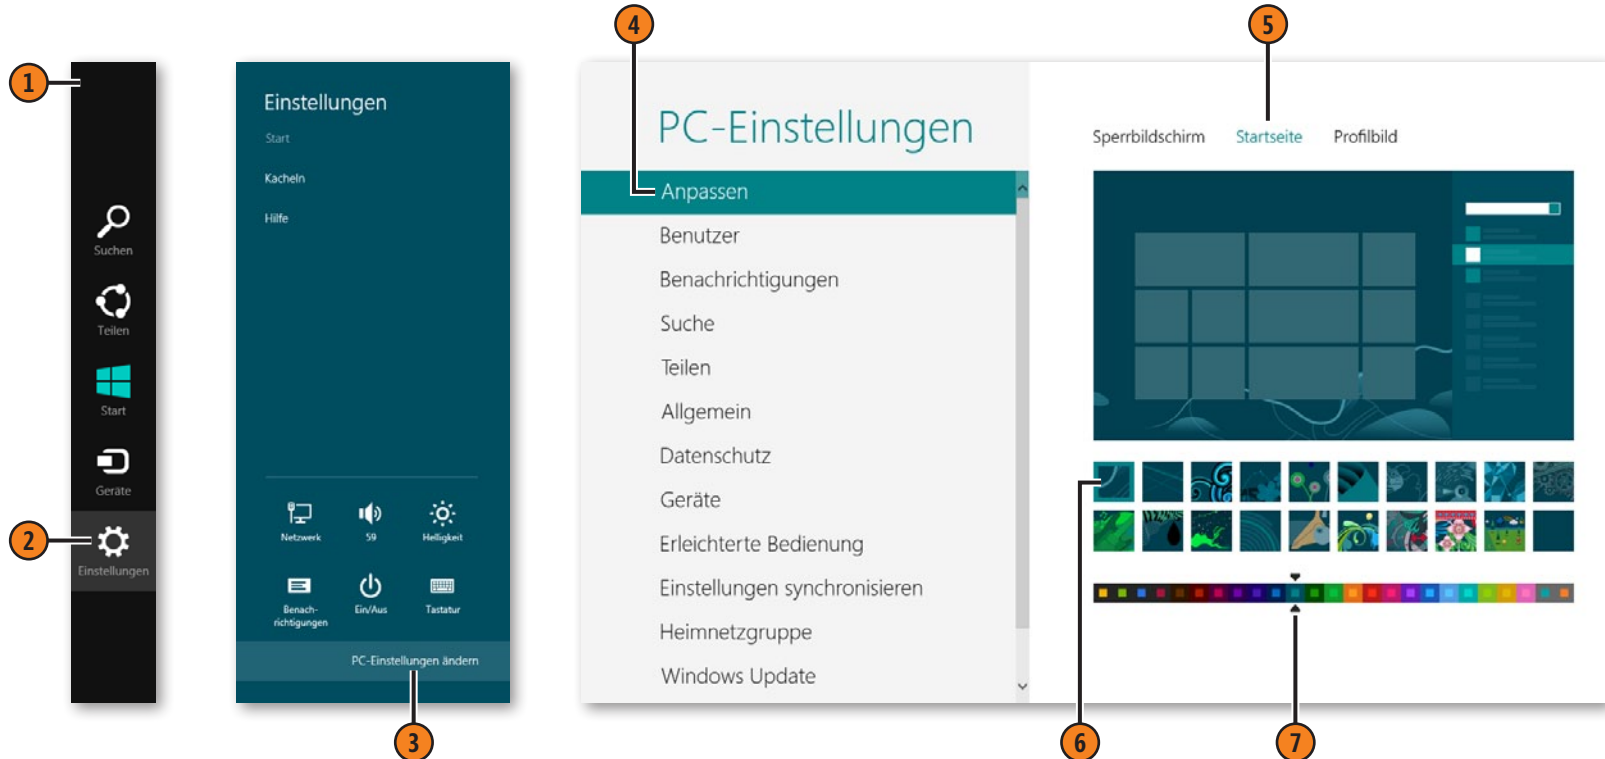 1
Suchen
Teilen
Start
Geräte
2
Einstellungen
Einstellungen
Start
Kacheln
Hilfe
Netzwerk
59
Helligkeit
Benach-
richtigungen
Ein/Aus
Tastatur
PC-Einstellungen ändern
3
4
PC-Einstellungen
Anpassen
Benutzer
Benachrichtigungen
Suche
Teilen
Allgemein
Datenschutz
Geräte
Erleichterte Bedienung
Einstellungen synchronisieren
Heimnetzgruppe
Windows Update
5
Sperrbildschirm Startseite Profilbild
6
7